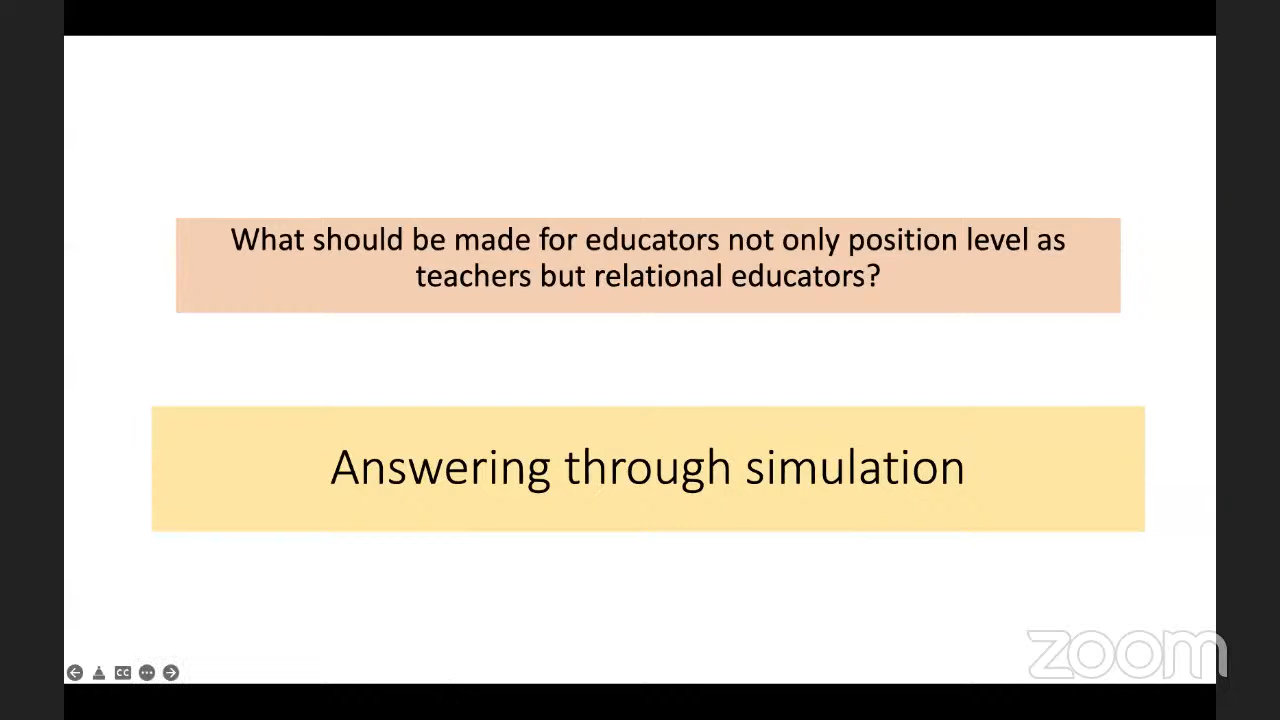 What should be made for educators not only position level as
teachers but relational educators?
Answering through simulation
CC
zoom